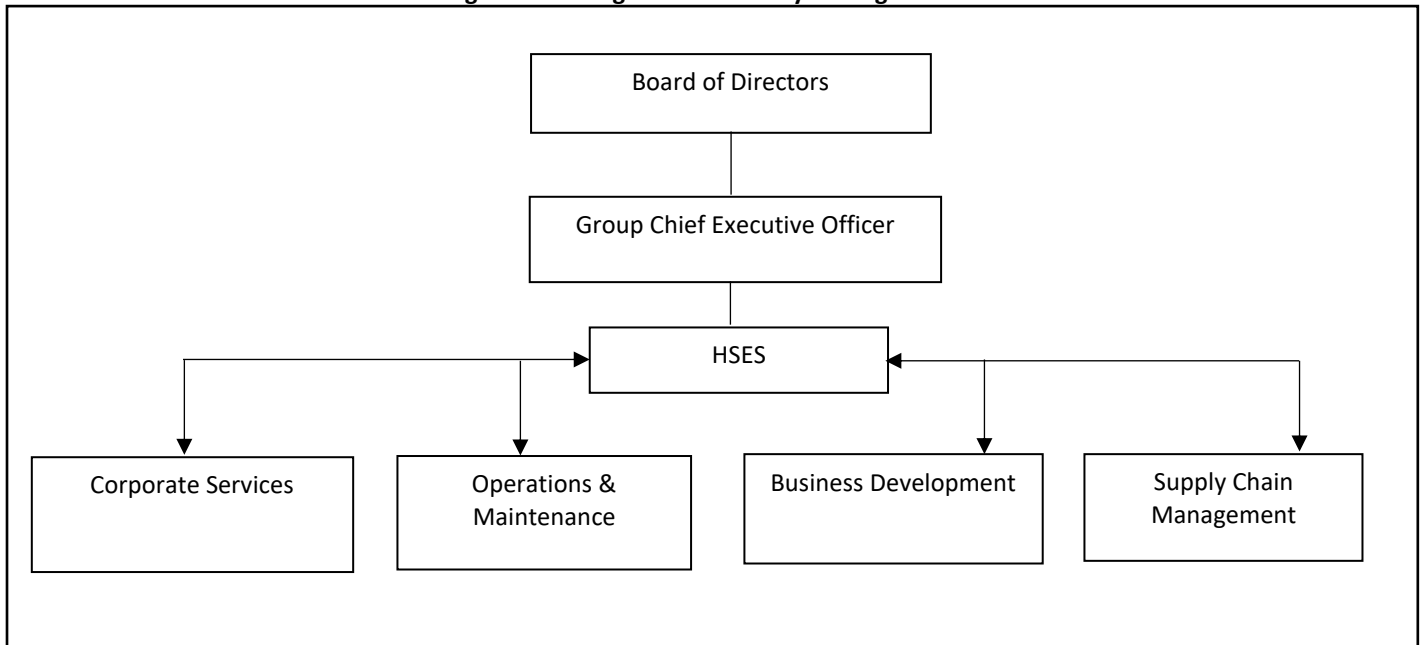 Board of Directors
Group Chief Executive Officer
HSES
Corporate Services
Operations &
Maintenance
Business Development
Supply Chain
Management